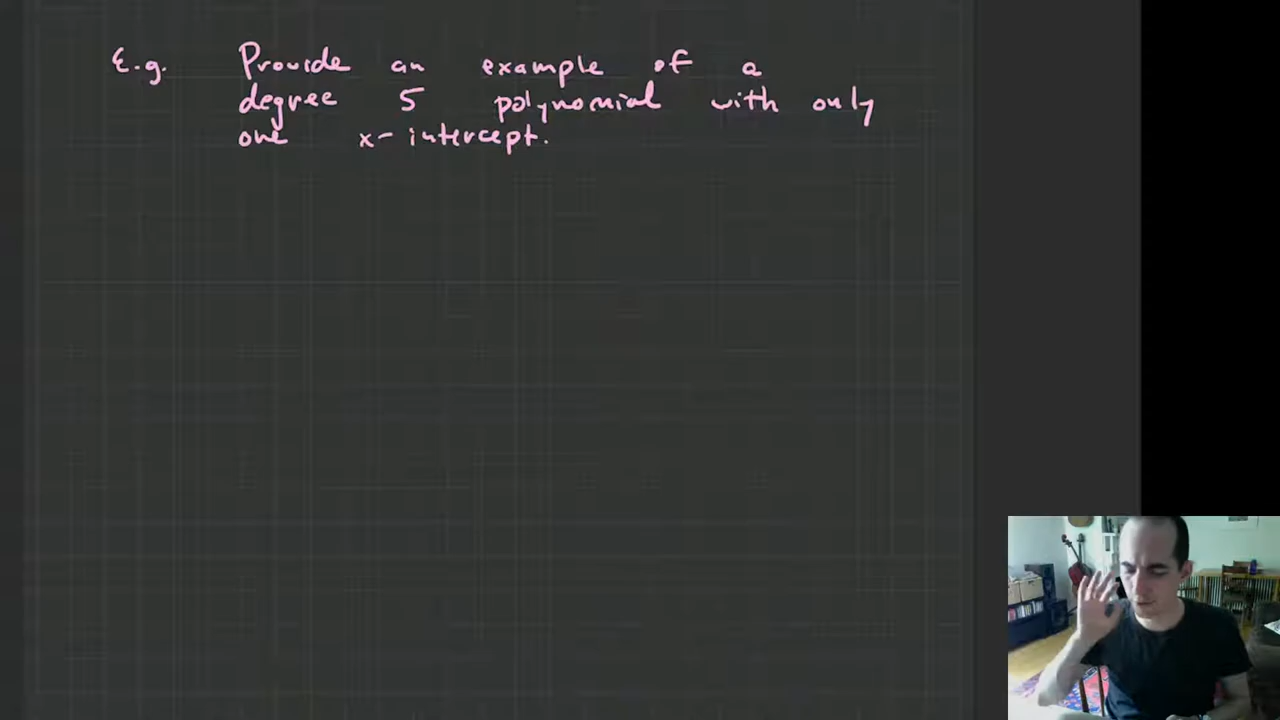 E.g. Provide an example of a
degree 5 polynomial with only
one x-intercept.